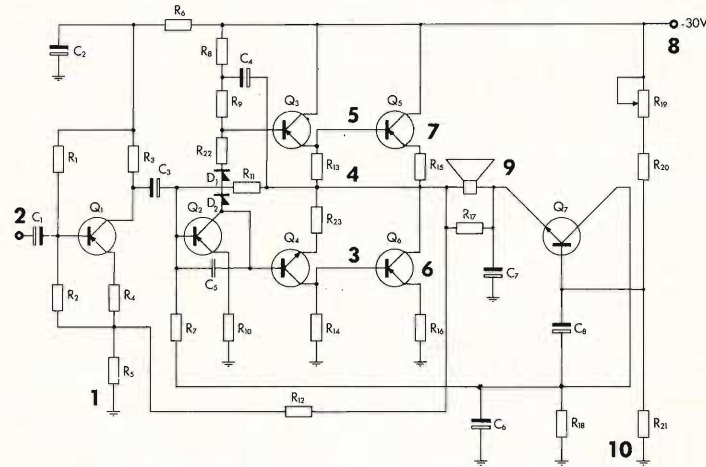 R6
-30V
8
C2
R8
C4
R9
Q3
5
Q5
7
R19
R1
R3
C3
R22
R13
R15
9
R20
D1
R11
4
2
C1
Q1
Q2
D2
R23
R17
Q7
Q4
3
Q6
6
C5
C7
R2
R4
R7
R10
R14
R16
C8
1
R5
R12
C6
R18
10
R21